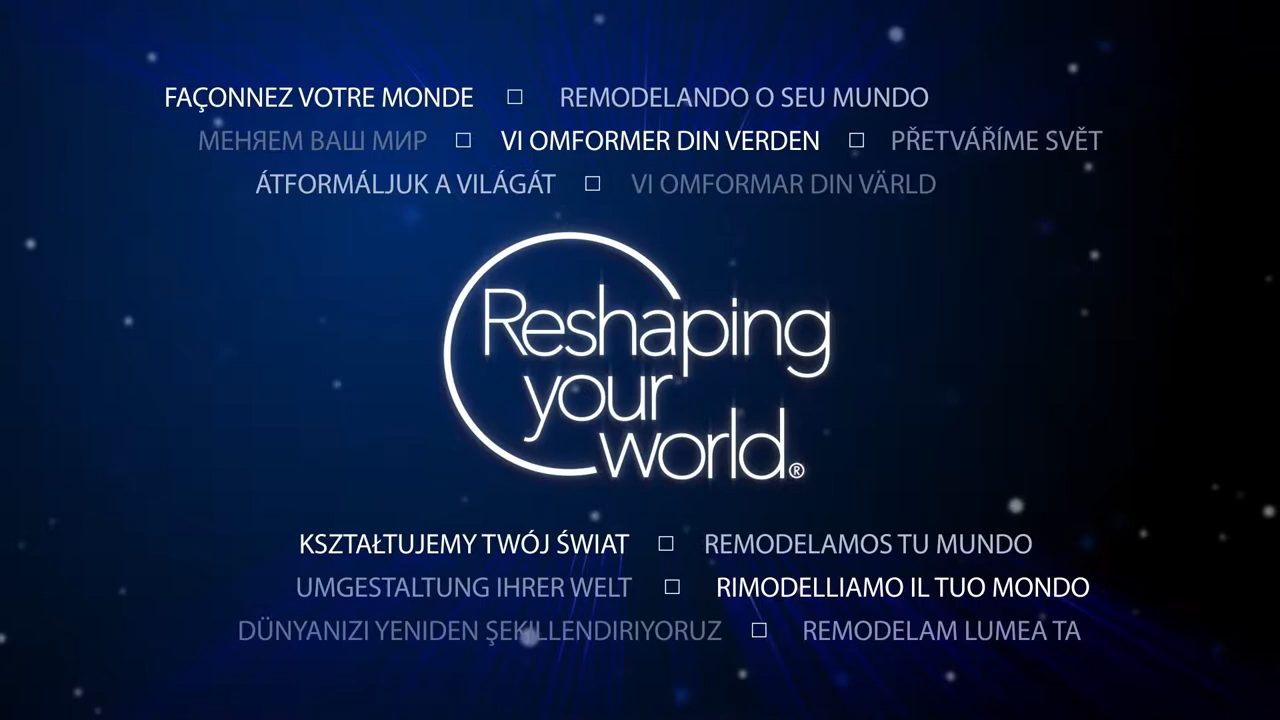 FAÇONNEZ VOTRE MONDE □ REMODELANDO O SEU MUNDO
МЕНЯЕМ ВАШ МИР □ VI OMFORMER DIN VERDEN □ PŘETVÁŘÍME SVĚT
ÁTFORMÁLJUK A VILÁGÁT □ VI OMFORMAR DIN VÄRLD
Reshaping
your
world.®
KSZTAŁTUJEMY TWÓJ ŚWIAT □ REMODELAMOS TU MUNDO
UMGESTALTUNG IHRER WELT □ RIMODELLIAMO IL TUO MONDO
DÜNYANIZI YENIDEN ŞEKILLENDIRIYORUZ □ REMODELAM LUMEA TA